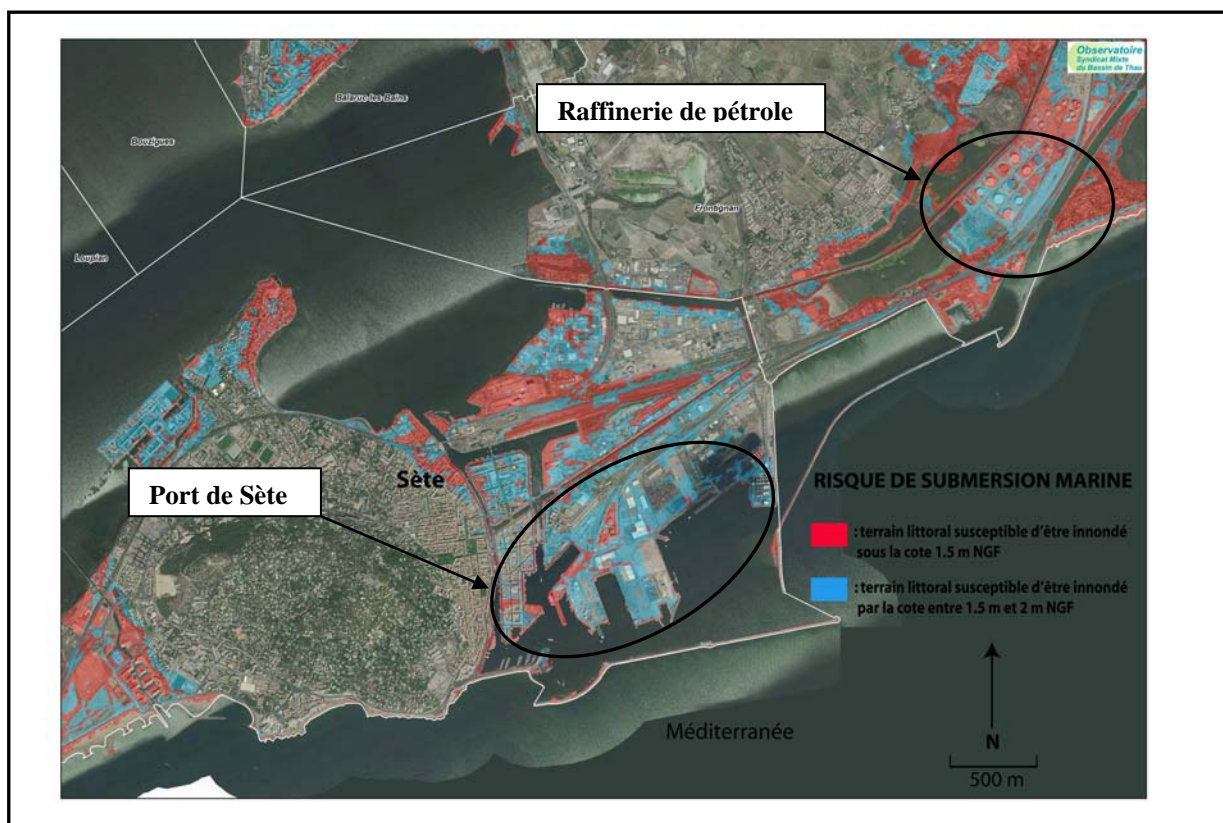 Observatoire
Syndicat Mixte
du Bassin de Thau
Raffinerie de pétrole
Balaruc-les-Bains
Bouzigues
Frontignan
Loupian
Sète
Port de Sète
RISQUE DE SUBMERSION MARINE
: terrain littoral susceptible d'être innondé
sous la cote 1.5 m NGF
: terrain littoral susceptible d'être innondé
par la cote entre 1.5 m et 2 m NGF
Méditerranée
N
500 m